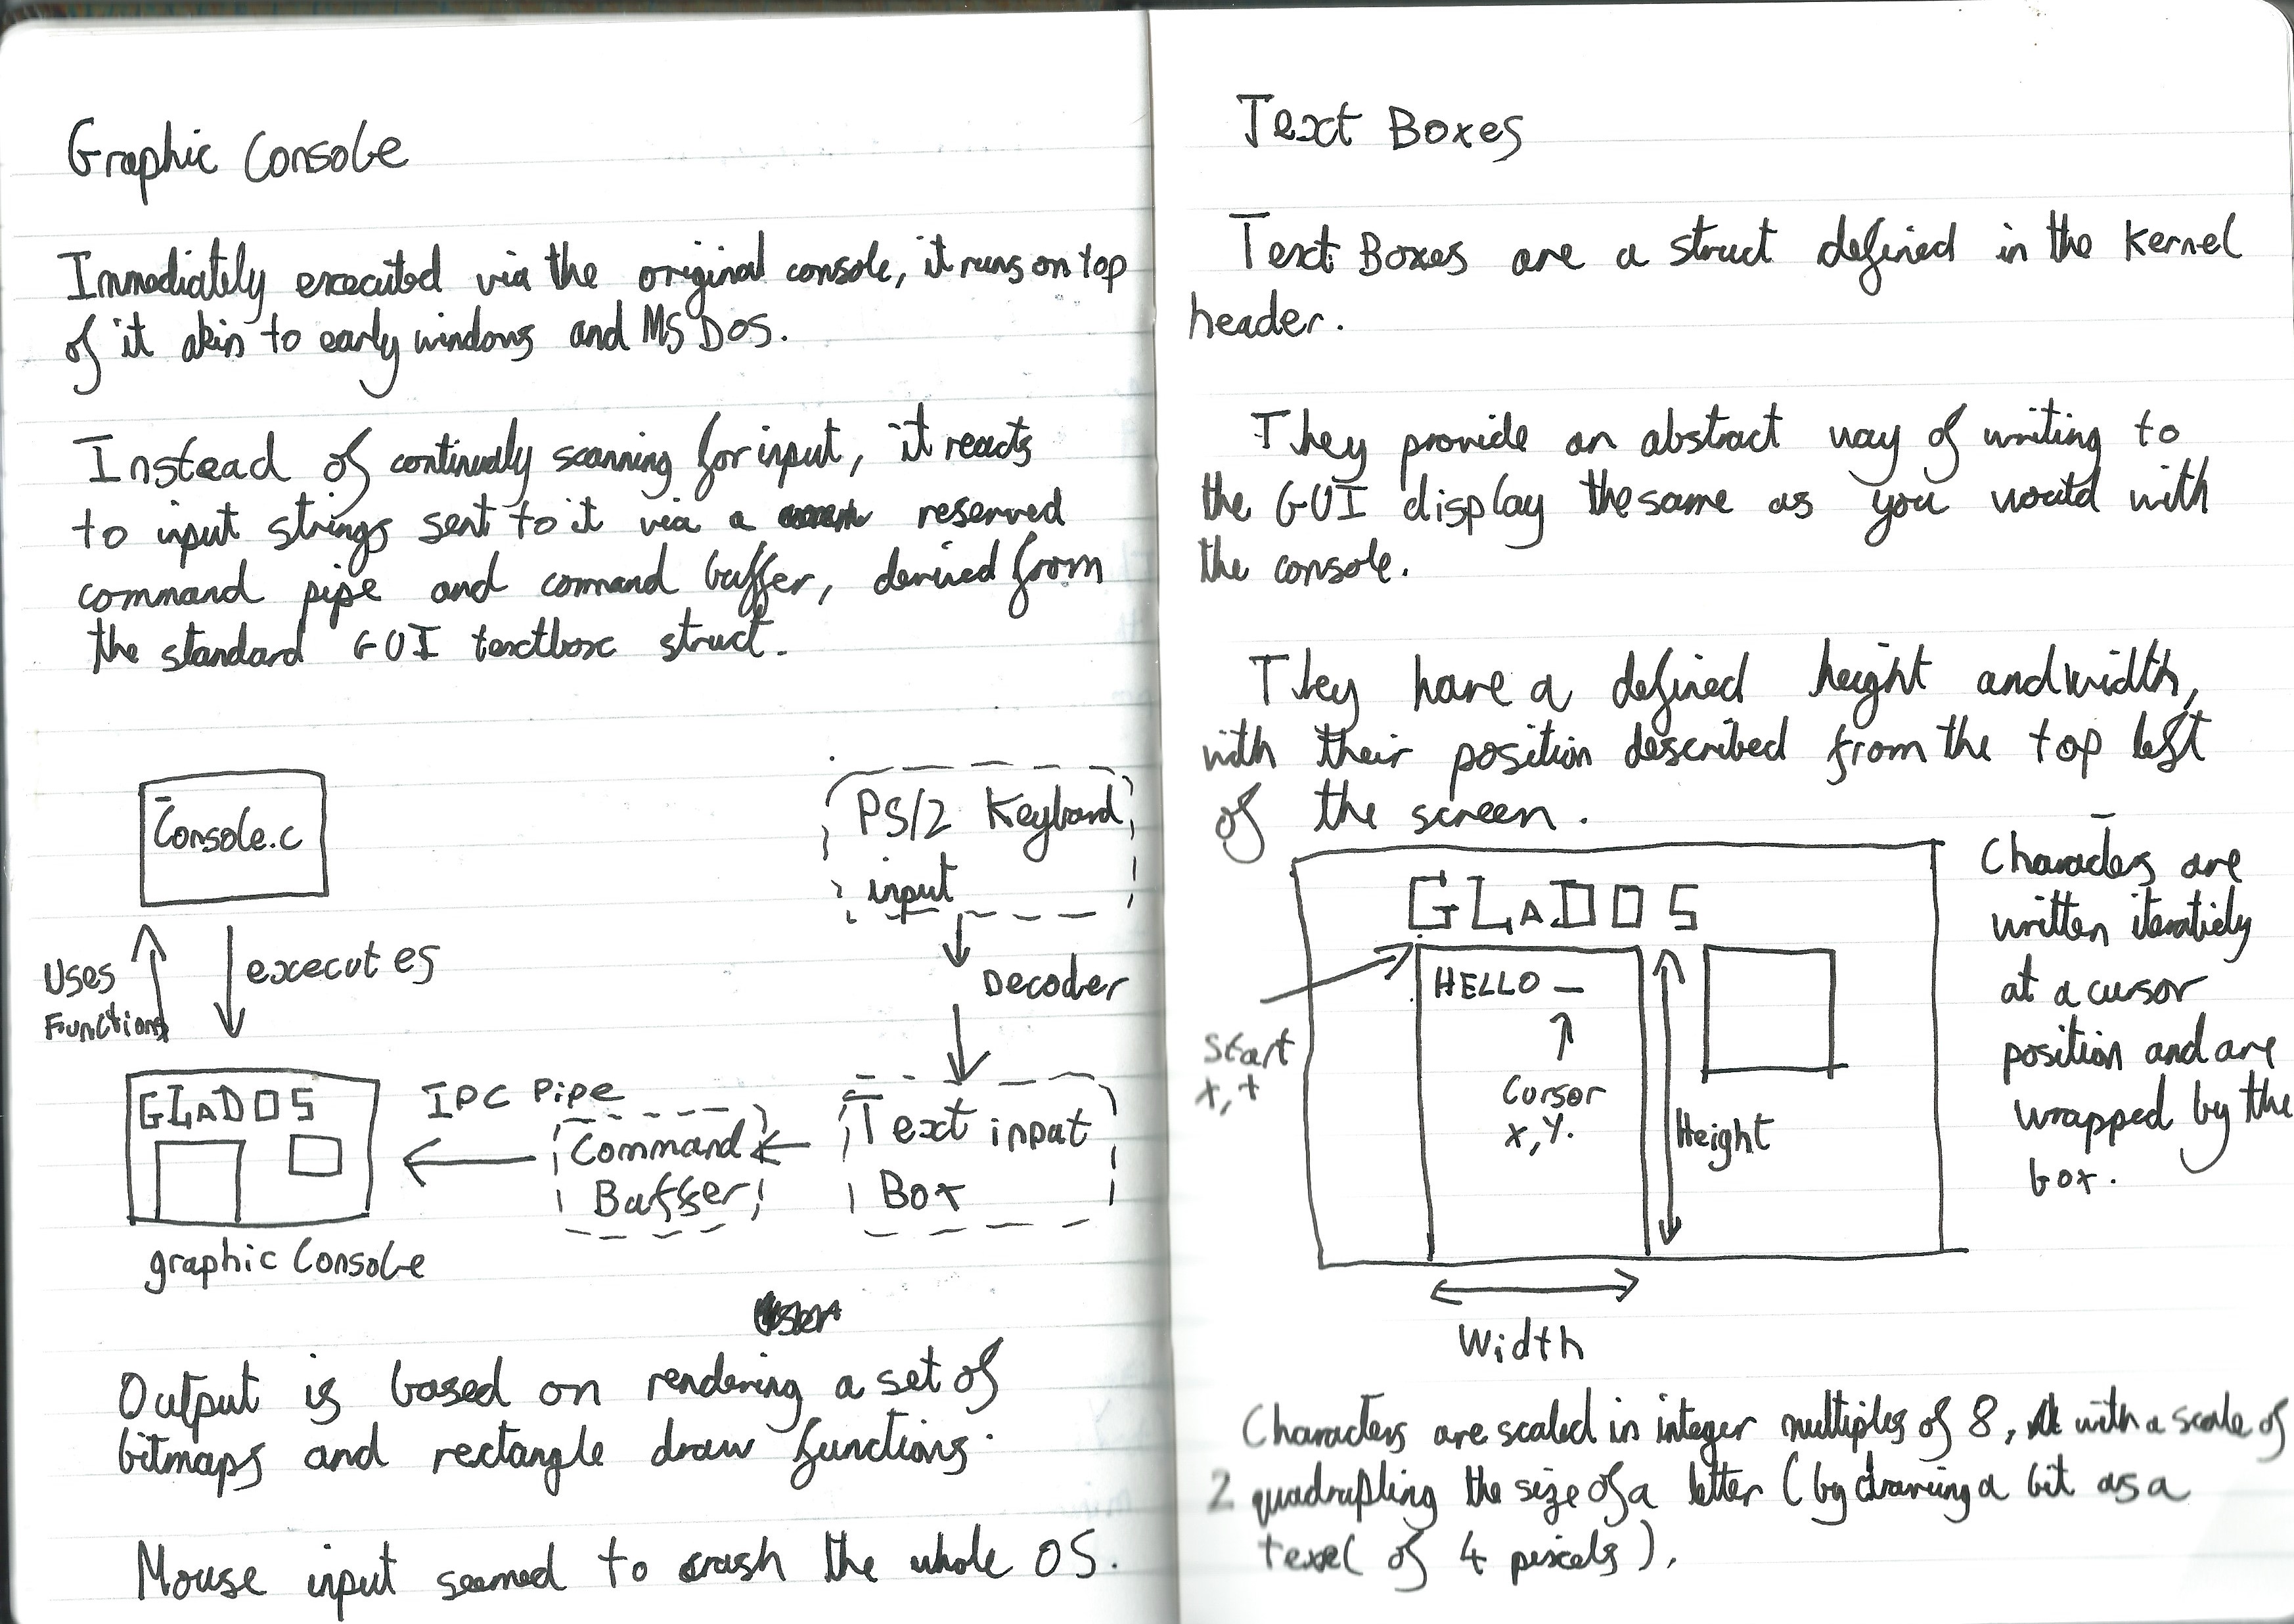 Graphic Console
Immediately executed via the original console, it runs on top
of it akin to early windows and MS DOS.
Instead of continually scanning for input, it reacts
to input strings sent to it via a reserved
command pipe and command buffer, derived from
the standard GUI textbox struct.
Console.c
Uses
Functions
executes
PS/2 Keyboard
input
Decoder
Text input
Box
Command
Buffer
IPC Pipe
GLaDOS
graphic Console
Output is based on rendering a set of
bitmaps and rectangle draw functions.
Mouse input seemed to crash the whole OS.
Text Boxes
Text Boxes are a struct defined in the Kernel
header.
They provide an abstract way of writing to
the GUI display the same as you would with
the console.
They have a defined height and width,
with their position described from the top left
of the screen.
GLaDOS
HELLO _
Start
x,
Cursor
x,y.
Height
Width
Characters are
written iterativly
at a cursor
position and are
wrapped by the
box.
Characters are scaled in integer multiples of 8, with a scale of
2 quadrupling the size of a letter (by drawing a bit as a
texel of 4 pixels).